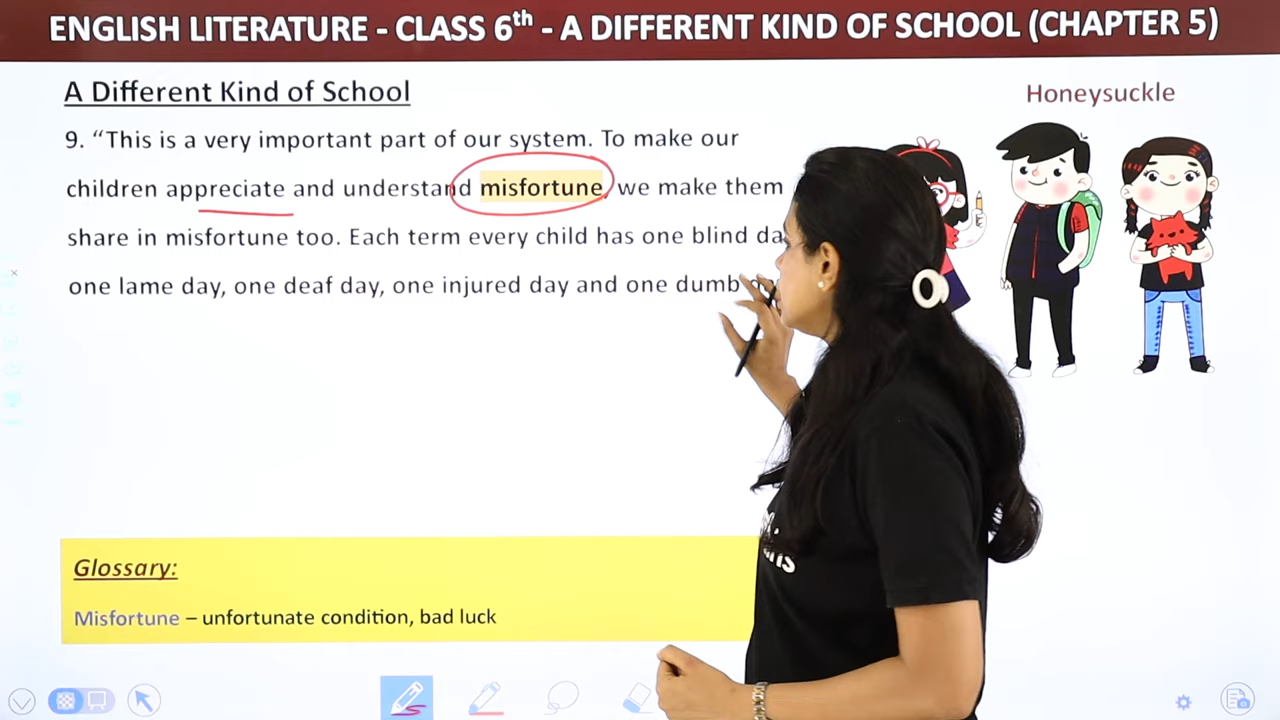 ENGLISH LITERATURE - CLASS 6th - A DIFFERENT KIND OF SCHOOL (CHAPTER 5)
A Different Kind of School
Honeysuckle
9. “This is a very important part of our system. To make our
children appreciate and understand misfortune, we make them
share in misfortune too. Each term every child has one blind
one lame day, one deaf day, one injured day and one dumb
Glossary:
Misfortune – unfortunate condition, bad luck